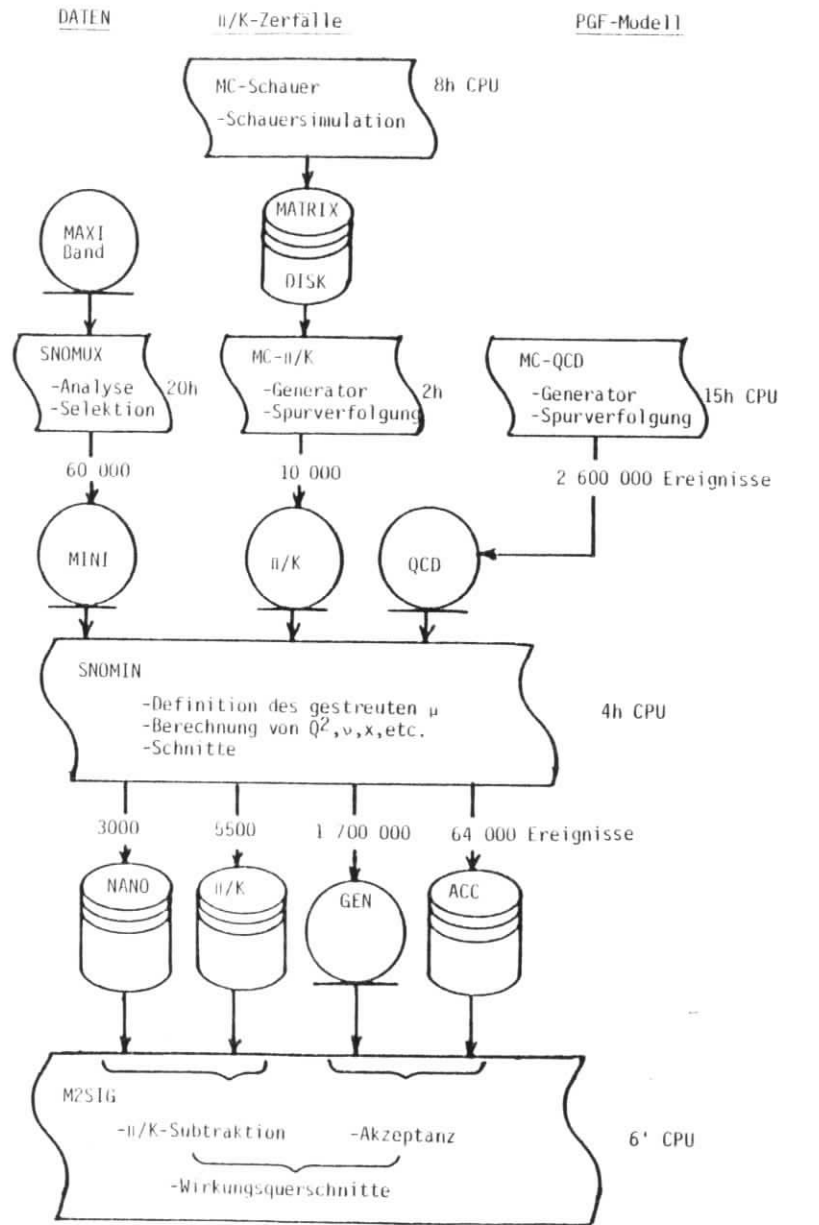 DATEN
π/K-Zerfälle
PGF-Modell
MC-Schauer
-Schauersimulation
8h CPU
MATRIX
DISK
MAXI
Band
SNOMUX
-Analyse
-Selektion
20h
MC-π/K
-Generator
-Spurverfolgung
2h
MC-QCD
-Generator
-Spurverfolgung
15h CPU
60 000
10 000
2 600 000 Ereignisse
MINI
π/K
QCD
SNOMIN
-Definition des gestreuten μ
-Berechnung von Q²,ν,x,etc.
-Schnitte
4h CPU
3000
5500
1 700 000
64 000 Ereignisse
NANO
π/K
GEN
ACC
M2SIG
-π/K-Subtraktion
-Akzeptanz
-Wirkungsquerschnitte
6' CPU